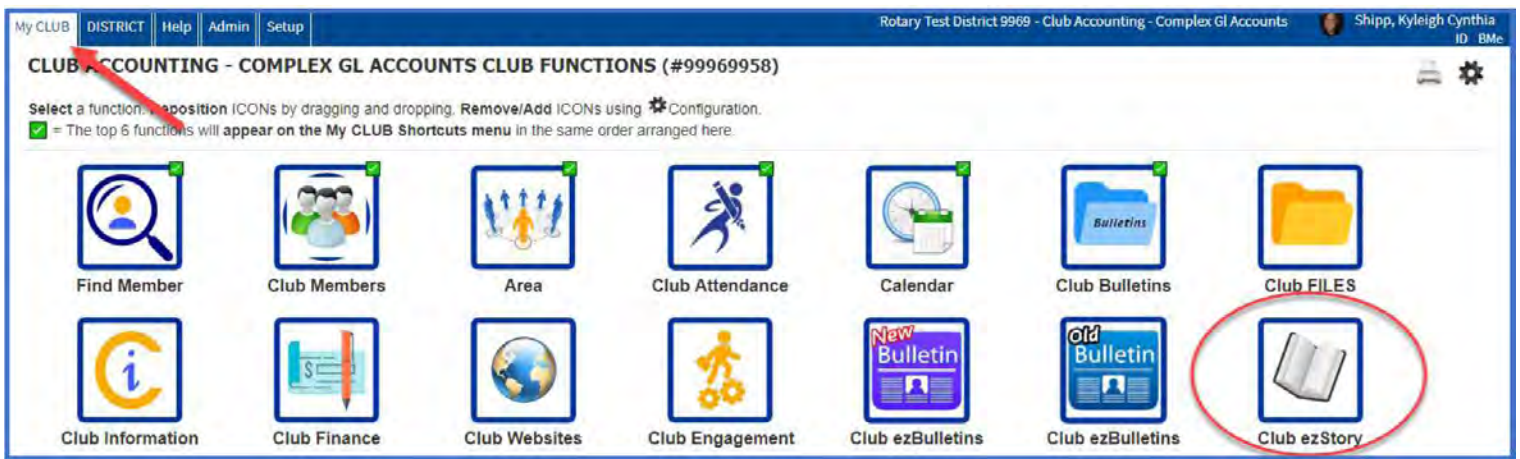 My CLUB DISTRICT Help Admin Setup Rotary Test District 9969 - Club Accounting - Complex Gl Accounts Shipp, Kyleigh Cynthia
ID BMe
CLUB ACCOUNTING - COMPLEX GL ACCOUNTS CLUB FUNCTIONS (#99969958)
Select a function. Reposition ICONs by dragging and dropping. Remove/Add ICONs using Configuration.
= The top 6 functions will appear on the My CLUB Shortcuts menu in the same order arranged here.
Bulletins
Find Member Club Members Area Club Attendance Calendar Club Bulletins Club FILES
New Old
Bulletin Bulletin
i $
Club Information Club Finance Club Websites Club Engagement Club ezBulletins Club ezBulletins Club ezStory